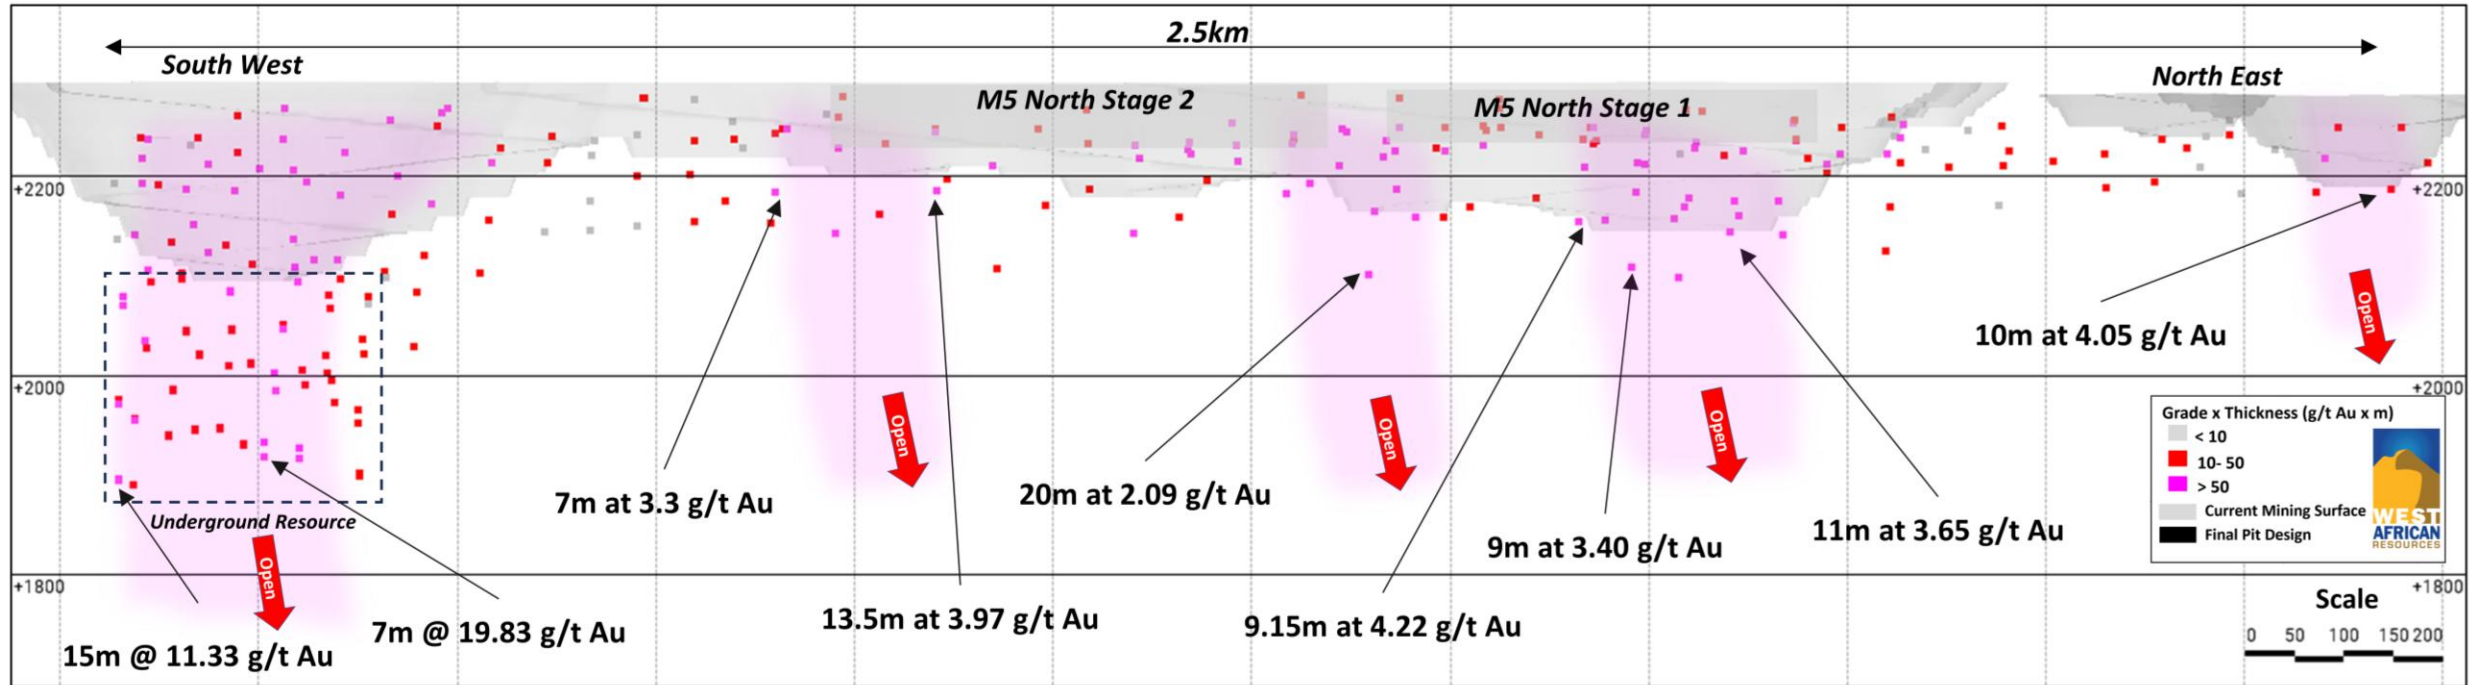 2.5km
South West
North East
M5 North Stage 2
M5 North Stage 1
+2200
+2200
10m at 4.05 g/t Au
Open
+2000
+2000
Open
Open
Open
Grade x Thickness (g/t Au x m)
< 10
10- 50
> 50
Current Mining Surface
Final Pit Design
WEST
AFRICAN
RESOURCES
7m at 3.3 g/t Au
20m at 2.09 g/t Au
Underground Resource
11m at 3.65 g/t Au
9m at 3.40 g/t Au
Open
+1800
+1800
Scale
13.5m at 3.97 g/t Au
9.15m at 4.22 g/t Au
7m @ 19.83 g/t Au
15m @ 11.33 g/t Au
0 50 100 150 200